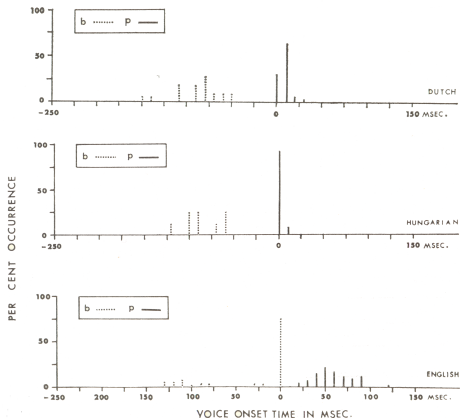 100
b p
50
DUTCH
0
-250 0 150 MSEC.
100
b p
50
HUNGARIAN
0
-250 0 150 MSEC.
PER CENT OCCURRENCE
100
b p
50
ENGLISH
0
-250 200 150 100 50 0 50 100 150 MSEC.
VOICE ONSET TIME IN MSEC.